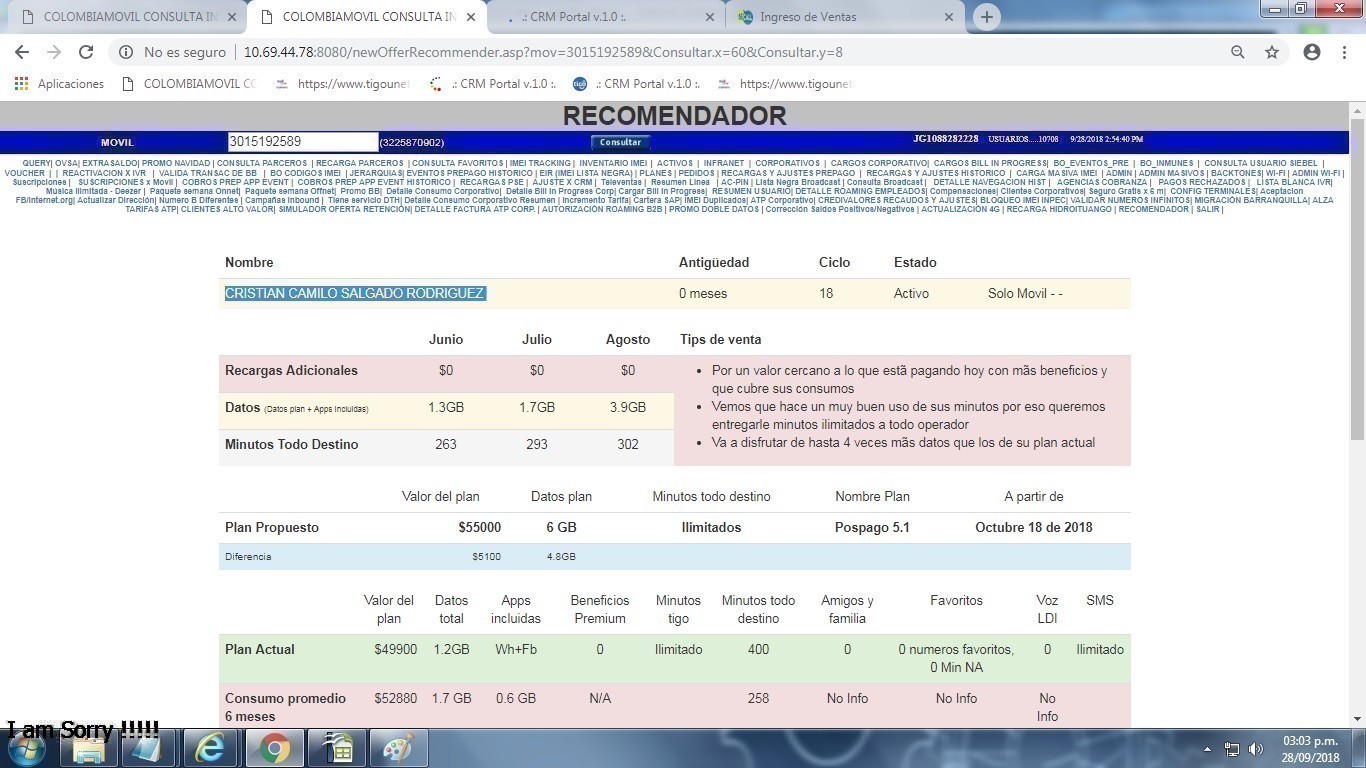 COLOMBIAMOVIL CONSULTA IN
COLOMBIAMOVIL CONSULTA IN
.: CRM Portal v.1.0 :.
Ingreso de Ventas
No es seguro | 10.69.44.78:8080/newOfferRecommender.asp?mov=3015192589&Consultar.x=60&Consultar.y=8
Aplicaciones COLOMBIAMOVIL CO https://www.tigounet .: CRM Portal v.1.0 :. .: CRM Portal v.1.0 :. https://www.tigounet
RECOMENDADOR
MOVIL 3015192589 (3225870902) Consultar JG1088282228 USUARIOS.....10708 9/28/2018 2:54:40 PM
QUERY| OVSA| EXTRASALDO| PROMO NAVIDAD | CONSULTA PARCEROS | RECARGA PARCEROS | CONSULTA FAVORITOS | IMEI TRACKING | INVENTARIO IMEI | ACTIVOS | INFRANET | CORPORATIVOS | CARGOS CORPORATIVO| CARGOS BILL IN PROGRESS| BO_EVENTOS_PRE | BO_INMUNES | CONSULTA USUARIO SIEBEL |
VOUCHER | | REACTIVACION X IVR | VALIDA TRANSAC DE BB | BO CODIGOS IMEI | JERARQUIAS| EVENTOS PREPAGO HISTORICO | EIR (IMEI LISTA NEGRA) | PLANES | PEDIDOS | RECARGAS Y AJUSTES PREPAGO | RECARGAS Y AJUSTES HISTORICO | CARGA MASIVA IMEI | ADMIN | ADMIN MASIVOS | BACKTONES| WI-FI | ADMIN WI-FI |
Suscripciones | SUSCRIPCIONES x Movil | COBROS PREP APP EVENT | COBROS PREP APP EVENT HISTORICO | RECARGAS PSE | AJUSTE X CRM | Televentas | Resumen Linea | AC-PIN | Lista Negra Broadcast | Consulta Broadcast | DETALLE NAVEGACION HIST | AGENCIAS COBRANZA | PAGOS RECHAZADOS | LISTA BLANCA IVR|
Música Ilimitada - Deezer | Paquete semana Onnet| Paquete semana Offnet| Promo BB| Detalle Consumo Corporativo| Detalle Bill In Progress Corp| Cargar Bill In Progress| RESUMEN USUARIO| DETALLE ROAMING EMPLEADOS | Compensaciones| Clientes Corporativos| Seguro Gratis x 6 m| CONFIG TERMINALES| Aceptacion
FB/Internet.org| Actualizar Dirección| Numero B Diferentes | Campañas Inbound | Tiene servicio DTH| Detalle Consumo Corporativo Resumen | Incremento Tarifa| Cartera SAP| IMEI Duplicados| ATP Corporativo| CREDIVALORES RECAUDOS Y AJUSTES| BLOQUEO IMEI INPEC| VALIDAR NUMEROS INFINITOS| MIGRACIÓN BARRANQUILLA| ALZA
TARIFAS ATP| CLIENTES ALTO VALOR| SIMULADOR OFERTA RETENCIÓN| DETALLE FACTURA ATP CORP. | AUTORIZACIÓN ROAMING B2B | PROMO DOBLE DATOS | Corrección Saldos Positivos/Negativos | ACTUALIZACIÓN 4G | RECARGA HIDROITUANGO | RECOMENDADOR | SALIR |
Nombre Antigüedad Ciclo Estado
CRISTIAN CAMILO SALGADO RODRIGUEZ 0 meses 18 Activo Solo Movil - -
Junio Julio Agosto Tips de venta
Recargas Adicionales $0 $0 $0
Datos (Datos plan + Apps incluidas) 1.3GB 1.7GB 3.9GB
Minutos Todo Destino 263 293 302
• Por un valor cercano a lo que estã pagando hoy con mãs beneficios y
que cubre sus consumos
• Vemos que hace un muy buen uso de sus minutos por eso queremos
entregarle minutos ilimitados a todo operador
• Va a disfrutar de hasta 4 veces mãs datos que los de su plan actual
Valor del plan Datos plan Minutos todo destino Nombre Plan A partir de
Plan Propuesto $55000 6 GB Ilimitados Pospago 5.1 Octubre 18 de 2018
Diferencia $5100 4.8GB
Valor del Datos Apps Beneficios Minutos Minutos todo Amigos y Favoritos Voz SMS
plan total incluidas Premium tigo destino familia LDI
Plan Actual $49900 1.2GB Wh+Fb 0 Ilimitado 400 0 0 numeros favoritos, 0 Ilimitado
0 Min NA
Consumo promedio $52880 1.7 GB 0.6 GB N/A 258 No Info No Info No
6 meses Info
I am Sorry !!!!!
03:03 p.m.
28/09/2018